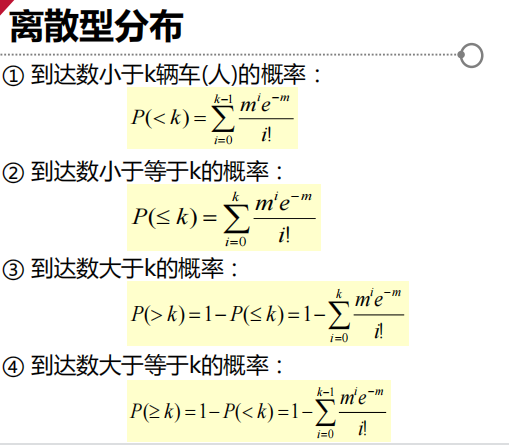 离散型分布
① 到达数小于k辆车(人)的概率：
P(< k) = \sum_{i=0}^{k-1} \frac{m^i e^{-m}}{i!}
② 到达数小于等于k的概率：
P(≤ k) = \sum_{i=0}^{k} \frac{m^i e^{-m}}{i!}
③ 到达数大于k的概率：
P(> k) = 1 − P(≤ k) = 1 − \sum_{i=0}^{k} \frac{m^i e^{-m}}{i!}
④ 到达数大于等于k的概率：
P(≥ k) = 1 − P(< k) = 1 − \sum_{i=0}^{k-1} \frac{m^i e^{-m}}{i!}